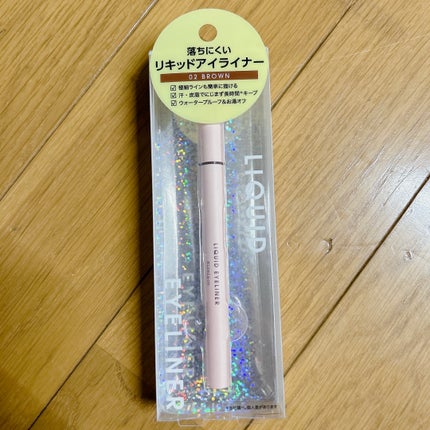 落ちにくい
リキッドアイライナー
02 BROWN
極細ラインも簡単に描ける
汗・皮脂でにじまず長時間*キープ
ウォータープルーフ&お湯オフ
LIQUID
EYELINER
LIQUID EYELINER